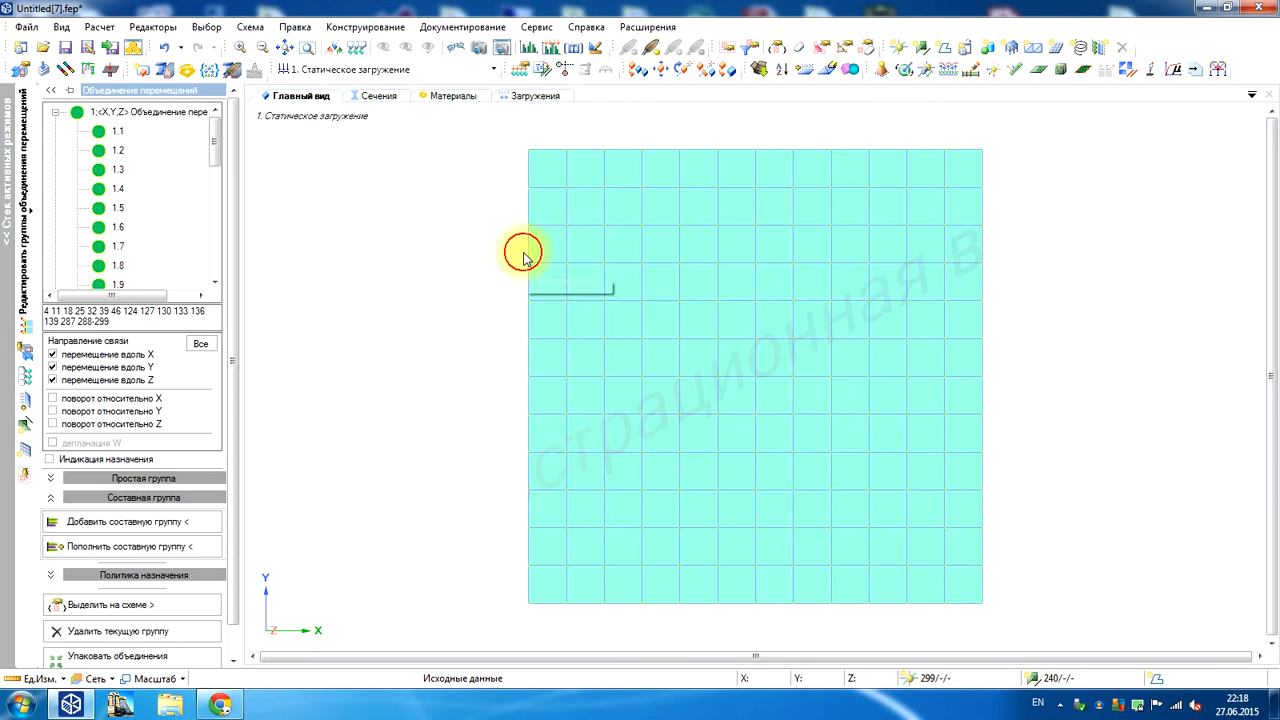 Untitled[7].fep*
Файл Вид Расчет Редакторы Выбор Схема Правка Конструирование Документирование Сервис Справка Расширения
1. Статическое загружение
<< Стек активных режимов
Редактировать группы объединения перемещений
Объединение перемещений
1;<X,Y,Z> Объединение пере
1.1
1.2
1.3
1.4
1.5
1.6
1.7
1.8
1.9
4 11 18 25 32 39 46 124 127 130 133 136
139 287 288-299
Направление связи
Все
перемещение вдоль X
перемещение вдоль Y
перемещение вдоль Z
поворот относительно X
поворот относительно Y
поворот относительно Z
депланация W
Индикация назначения
Простая группа
Составная группа
Добавить составную группу <
Пополнить составную группу <
Политика назначения
Выделить на схеме >
Удалить текущую группу
Упаковать объединения
Главный вид Сечения Материалы Загружения
1. Статическое загружение
страционная в
Y
Z
X
Ед.Изм. Сеть Масштаб Исходные данные X: Y: Z: 299/-/- 240/-/-
EN
22:18
27.06.2015